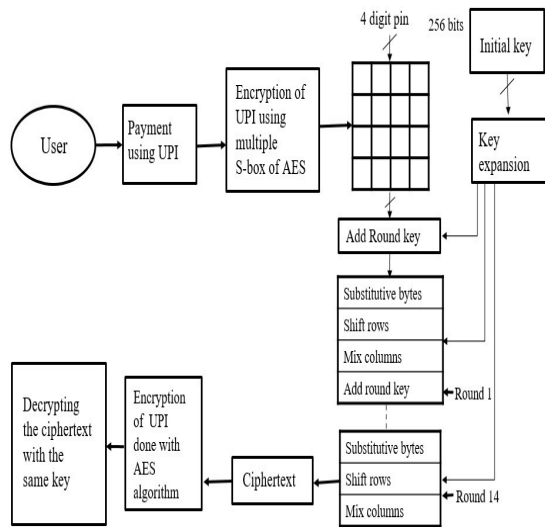 4 digit pin
256 bits
Initial key
User
Payment
using UPI
Encryption of
UPI using
multiple
S-box of AES
Key
expansion
Add Round key
Substitutive bytes
Shift rows
Mix columns
Add round key
Round 1
Substitutive bytes
Shift rows
Mix columns
Round 14
Ciphertext
Encryption
of UPI
done with
AES
algorithm
Decrypting
the ciphertext
with the
same key